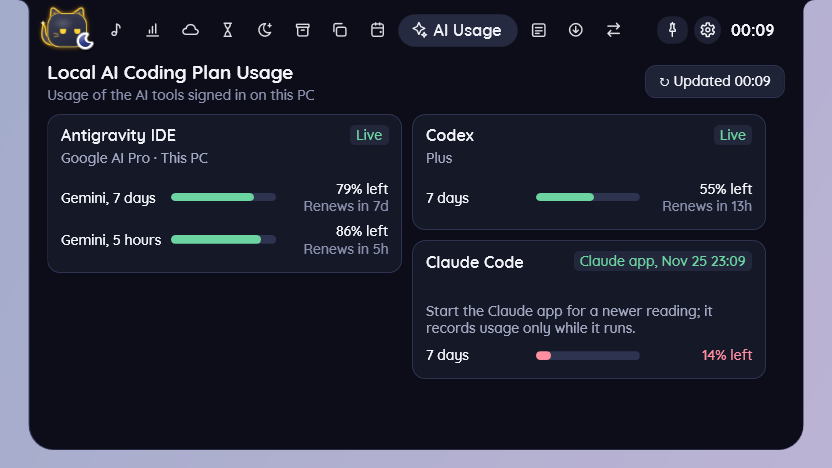 AI Usage
00:09
Local AI Coding Plan Usage
Usage of the AI tools signed in on this PC
↻ Updated 00:09
Antigravity IDE
Live
Google AI Pro · This PC
Gemini, 7 days
79% left
Renews in 7d
Gemini, 5 hours
86% left
Renews in 5h
Codex
Live
Plus
7 days
55% left
Renews in 13h
Claude Code
Claude app, Nov 25 23:09
Start the Claude app for a newer reading; it
records usage only while it runs.
7 days
14% left